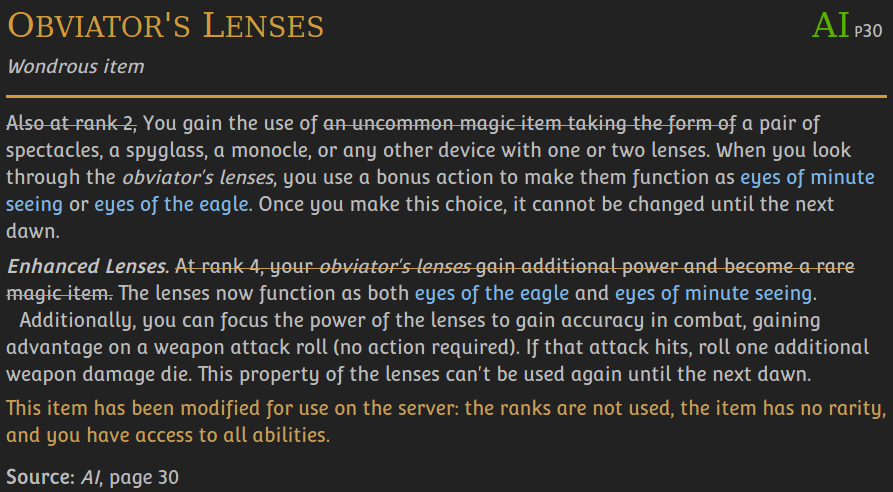 OBVIATOR'S LENSES AI P30
Wondrous item
Also at rank 2, You gain the use of an uncommon magic item taking the form of a pair of
spectacles, a spyglass, a monocle, or any other device with one or two lenses. When you look
through the obviator's lenses, you use a bonus action to make them function as eyes of minute
seeing or eyes of the eagle. Once you make this choice, it cannot be changed until the next
dawn.
Enhanced Lenses. At rank 4, your obviator's lenses gain additional power and become a rare
magic item. The lenses now function as both eyes of the eagle and eyes of minute seeing.
Additionally, you can focus the power of the lenses to gain accuracy in combat, gaining
advantage on a weapon attack roll (no action required). If that attack hits, roll one additional
weapon damage die. This property of the lenses can't be used again until the next dawn.
This item has been modified for use on the server: the ranks are not used, the item has no rarity,
and you have access to all abilities.
Source: AI, page 30